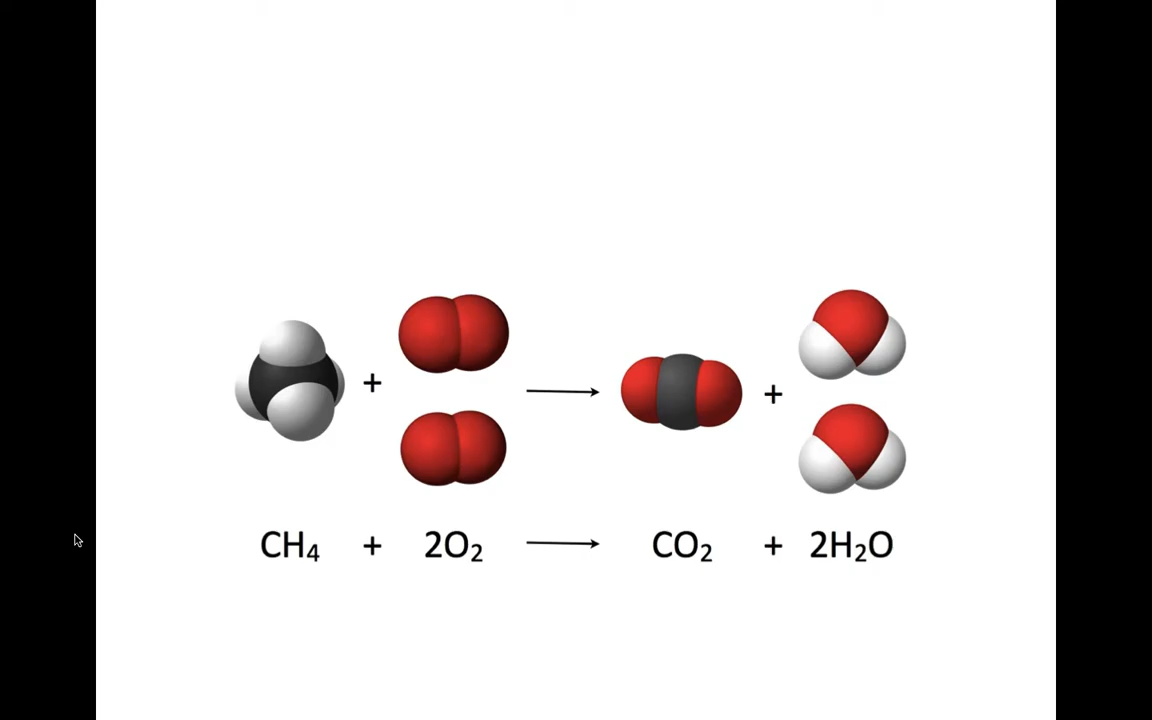 + → +
CH₄ + 2O₂ → CO₂ + 2H₂O